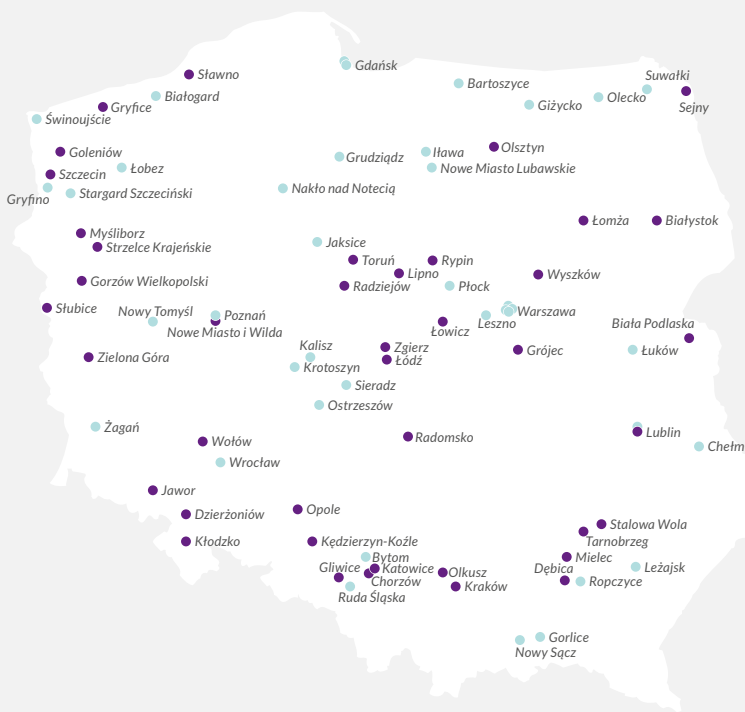 Gdańsk
Sławno
Suwałki
Bartoszyce
Białogard
Olecko
Gryfice
Giżycko
Sejny
Świnoujście
Olsztyn
Goleniów
Iława
Grudziądz
Łobez
Nowe Miasto Lubawskie
Szczecin
Nakło nad Notecią
Stargard Szczeciński
Gryfino
Łomża
Białystok
Myśliborz
Jaksice
Strzelce Krajeńskie
Toruń
Rypin
Lipno
Wyszków
Gorzów Wielkopolski
Radziejów
Płock
Słubice
Nowy Tomyśl
Poznań
Warszawa
Leszno
Biała Podlaska
Nowe Miasto i Wilda
Łowicz
Kalisz
Zgierz
Grójec
Łuków
Zielona Góra
Łódź
Krotoszyn
Sieradz
Ostrzeszów
Żagań
Lublin
Radomsko
Wołów
Chełm
Wrocław
Jawor
Opole
Dzierżoniów
Stalowa Wola
Tarnobrzeg
Kłodzko
Kędzierzyn-Koźle
Bytom
Mielec
Gliwice
Katowice
Dębica
Leżajsk
Olkusz
Chorzów
Ropczyce
Kraków
Ruda Śląska
Gorlice
Nowy Sącz